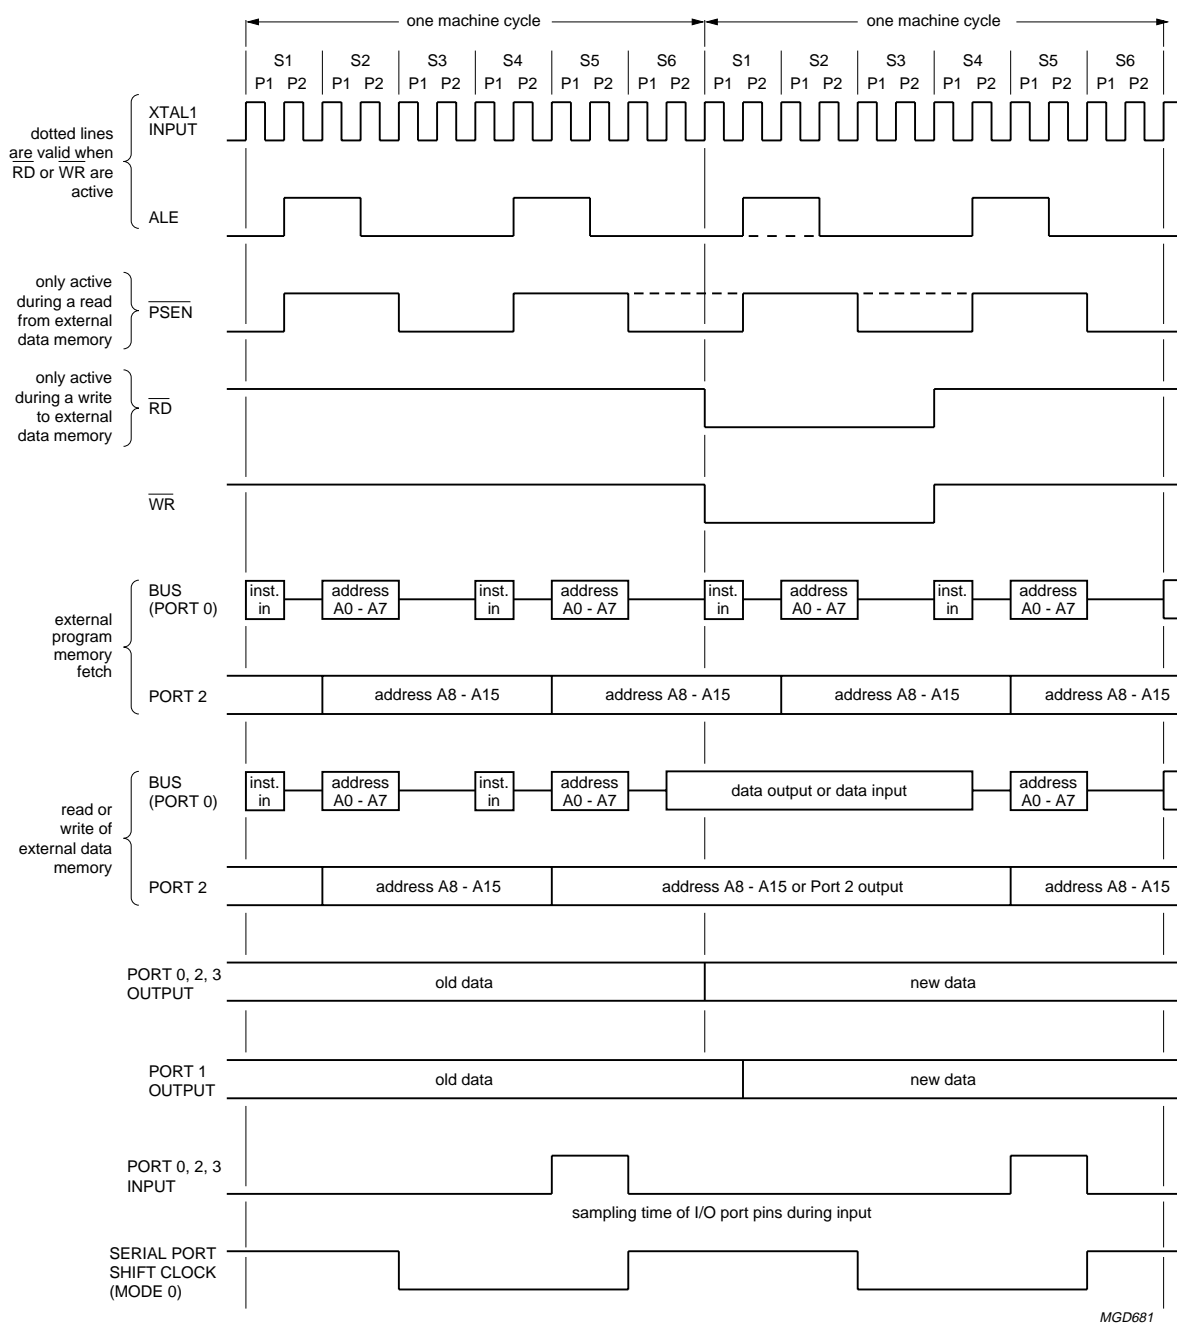 one machine cycle one machine cycle
S1 S2 S3 S4 S5 S6 S1 S2 S3 S4 S5 S6
P1 P2 P1 P2 P1 P2 P1 P2 P1 P2 P1 P2 P1 P2 P1 P2 P1 P2 P1 P2 P1 P2 P1 P2
XTAL1
INPUT
dotted lines
are valid when
RD or WR are
active
ALE
only active
during a read
from external
data memory
PSEN
only active
during a write
to external
data memory
RD
WR
external
program
memory
fetch
BUS
(PORT 0)
inst.
in
address
A0 - A7
inst.
in
address
A0 - A7
inst.
in
address
A0 - A7
inst.
in
address
A0 - A7
PORT 2
address A8 - A15 address A8 - A15 address A8 - A15 address A8 - A15
read or
write of
external data
memory
BUS
(PORT 0)
inst.
in
address
A0 - A7
inst.
in
address
A0 - A7
data output or data input
address
A0 - A7
PORT 2
address A8 - A15 address A8 - A15 or Port 2 output address A8 - A15
PORT 0, 2, 3
OUTPUT
old data new data
PORT 1
OUTPUT
old data new data
PORT 0, 2, 3
INPUT
sampling time of I/O port pins during input
SERIAL PORT
SHIFT CLOCK
(MODE 0)
MGD681